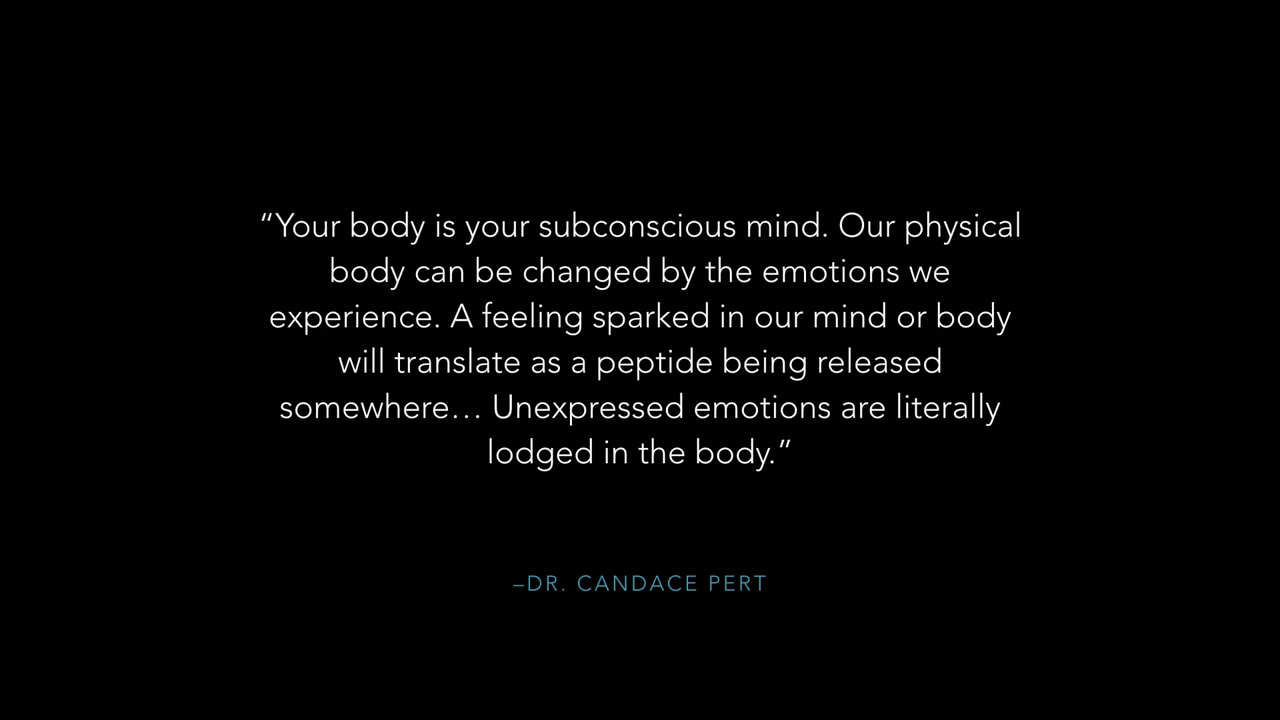 “Your body is your subconscious mind. Our physical
body can be changed by the emotions we
experience. A feeling sparked in our mind or body
will translate as a peptide being released
somewhere… Unexpressed emotions are literally
lodged in the body.”
–DR. CANDACE PERT